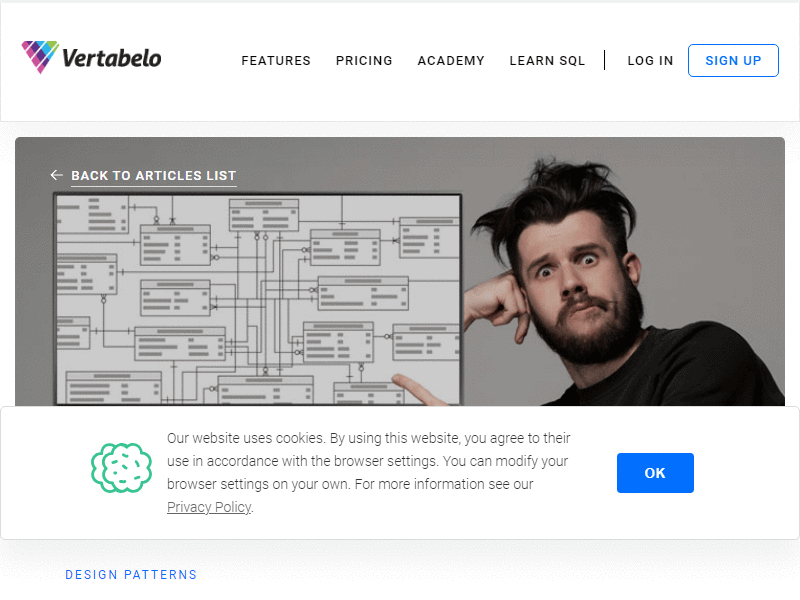 Vertabelo
FEATURES
PRICING
ACADEMY
LEARN SQL
LOG IN
SIGN UP
BACK TO ARTICLES LIST
Our website uses cookies. By using this website, you agree to their
use in accordance with the browser settings. You can modify your
browser settings on your own. For more information see our
Privacy Policy.
OK
DESIGN PATTERNS